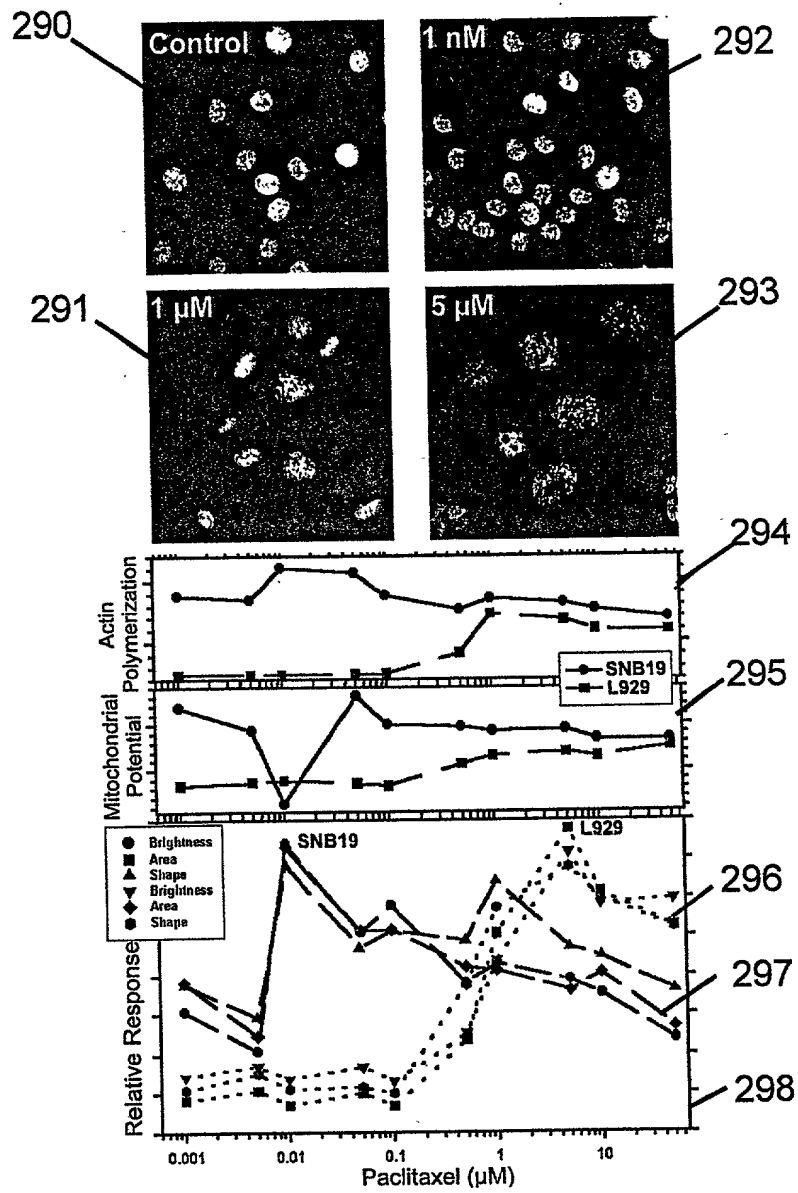 290
Control
1 nM
292
291
1 µM
5 µM
293
294
Actin
Polymerization
SNB19
L929
295
Mitochondrial
Potential
Brightness
Area
Shape
Brightness
Area
Shape
SNB19
L929
296
297
Relative Response
298
0.001
0.01
0.1
1
10
Paclitaxel (µM)